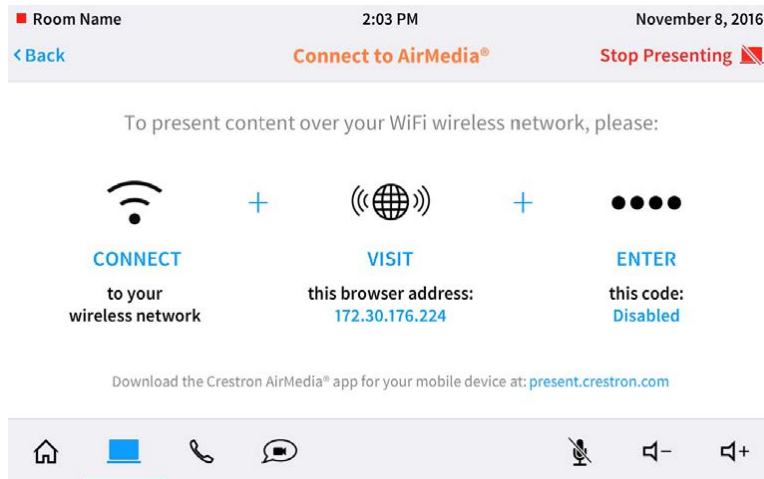 Room Name 2:03 PM November 8, 2016
<Back Connect to AirMedia® Stop Presenting
To present content over your WiFi wireless network, please:
+ +
CONNECT VISIT ENTER
to your this browser address: this code:
wireless network 172.30.176.224 Disabled
Download the Crestron AirMedia® app for your mobile device at: present.crestron.com